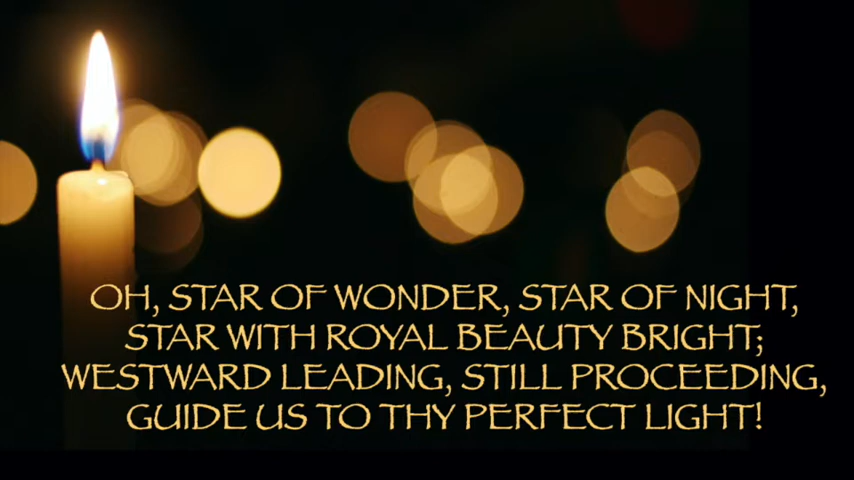 OH, STAR OF WONDER, STAR OF NIGHT,
STAR WITH ROYAL BEAUTY BRIGHT;
WESTWARD LEADING, STILL PROCEEDING,
GUIDE US TO THY PERFECT LIGHT!